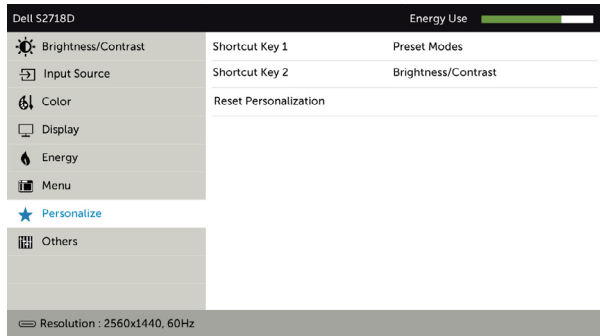 Dell S2718D Energy Use
Brightness/Contrast
Input Source
Color
Display
Energy
Menu
Personalize
Others
Shortcut Key 1 Preset Modes
Shortcut Key 2 Brightness/Contrast
Reset Personalization
Resolution : 2560x1440, 60Hz